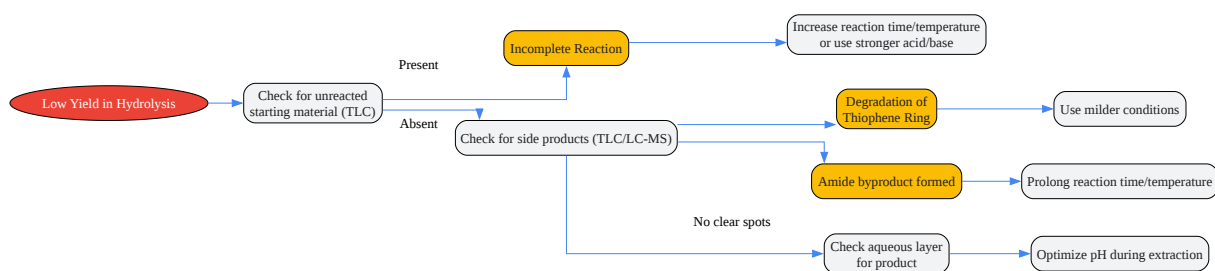 Low Yield in Hydrolysis
Check for unreacted
starting material (TLC)
Present
Absent
Incomplete Reaction
Increase reaction time/temperature
or use stronger acid/base
Check for side products (TLC/LC-MS)
Degradation of
Thiophene Ring
Use milder conditions
Amide byproduct formed
Prolong reaction time/temperature
No clear spots
Check aqueous layer
for product
Optimize pH during extraction